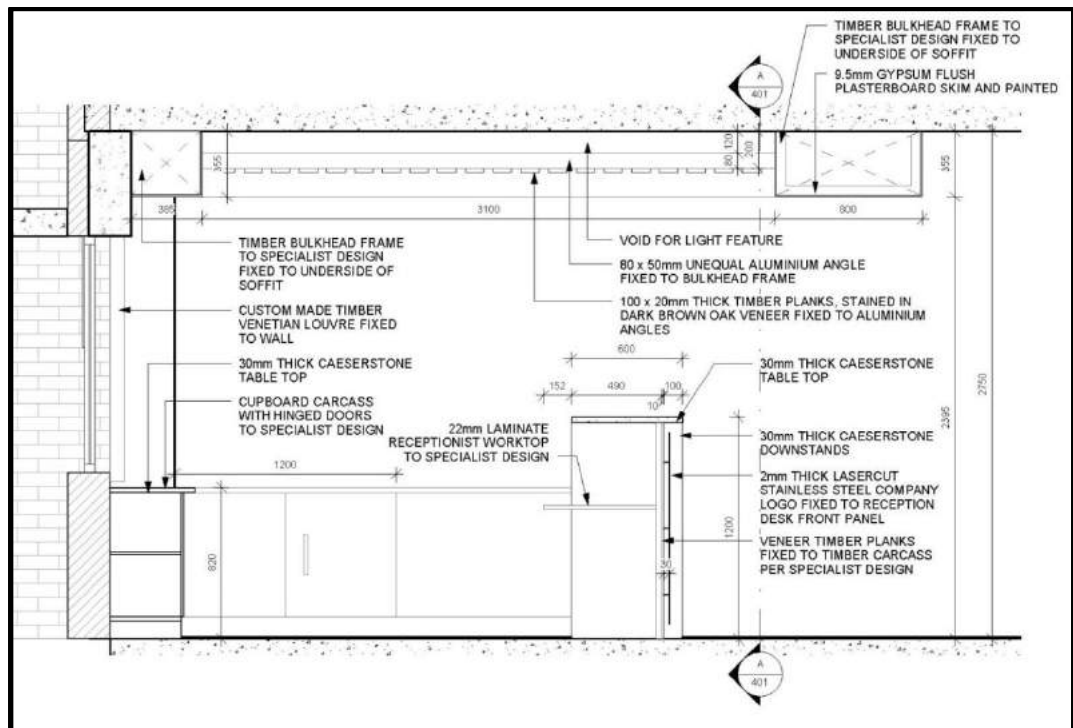 TIMBER BULKHEAD FRAME TO
SPECIALIST DESIGN FIXED TO
UNDERSIDE OF SOFFIT
9.5mm GYPSUM FLUSH
PLASTERBOARD SKIM AND PAINTED
A
401
355
120
80
200
355
385
3100
800
TIMBER BULKHEAD FRAME
TO SPECIALIST DESIGN
FIXED TO UNDERSIDE OF
SOFFIT
CUSTOM MADE TIMBER
VENETIAN LOUVRE FIXED
TO WALL
30mm THICK CAESERSTONE
TABLE TOP
CUPBOARD CARCASS
WITH HINGED DOORS
TO SPECIALIST DESIGN
VOID FOR LIGHT FEATURE
80 x 50mm UNEQUAL ALUMINIUM ANGLE
FIXED TO BULKHEAD FRAME
100 x 20mm THICK TIMBER PLANKS, STAINED IN
DARK BROWN OAK VENEER FIXED TO ALUMINIUM
ANGLES
600
152
490
100
10
22mm LAMINATE
RECEPTIONIST WORKTOP
TO SPECIALIST DESIGN
30mm THICK CAESERSTONE
TABLE TOP
30mm THICK CAESERSTONE
DOWNSTANDS
2mm THICK LASERCUT
STAINLESS STEEL COMPANY
LOGO FIXED TO RECEPTION
DESK FRONT PANEL
VENEER TIMBER PLANKS
FIXED TO TIMBER CARCASS
PER SPECIALIST DESIGN
2395
2750
1200
1200
820
30
A
401